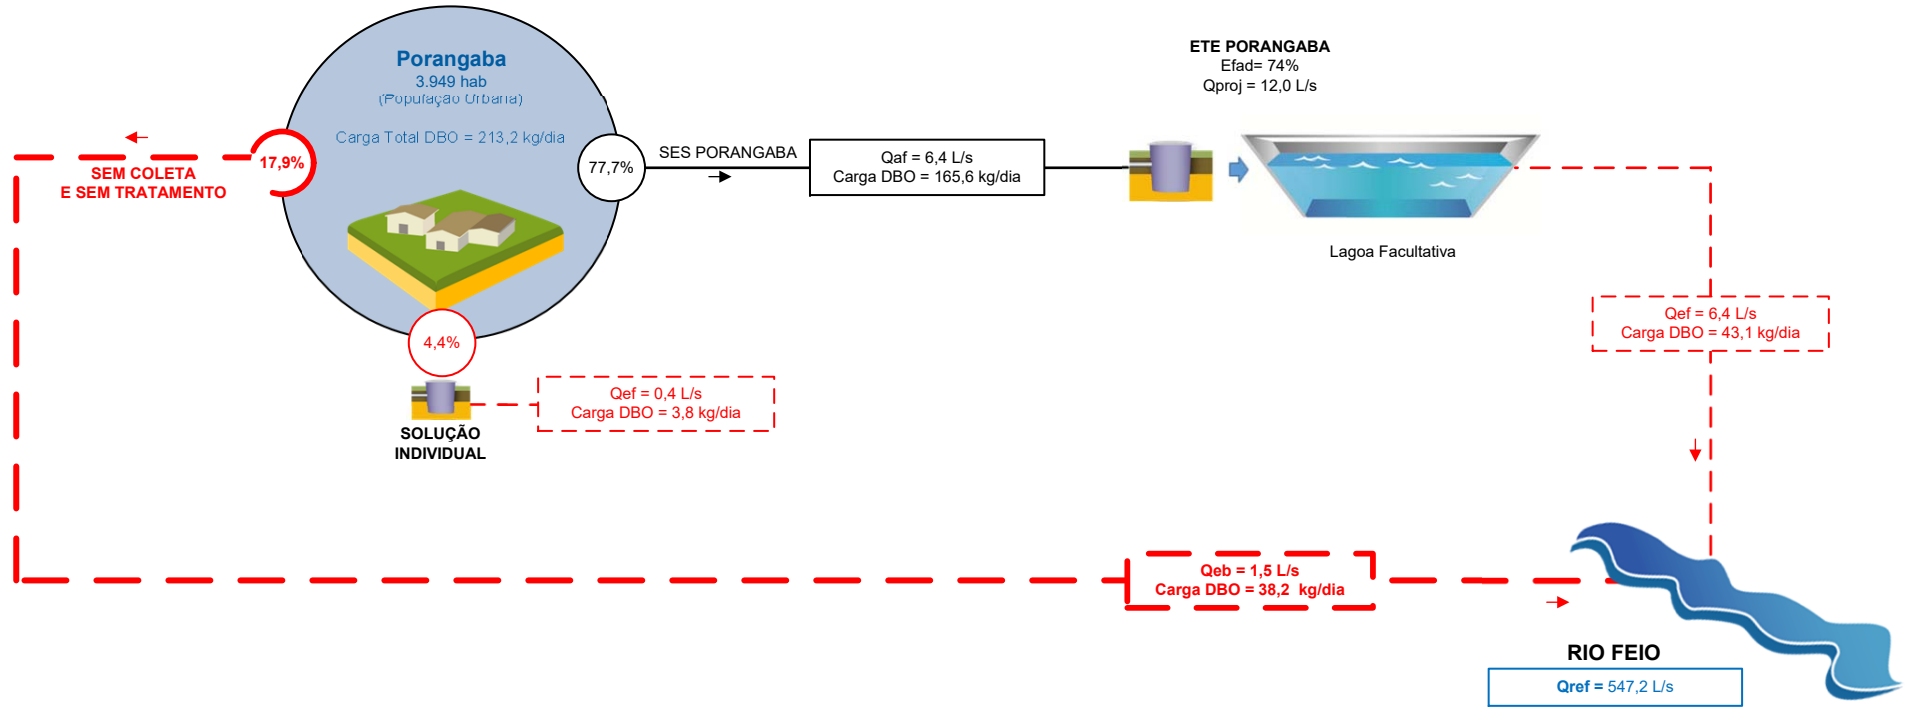 Porangaba
3.949 hab
(População Urbana)
Carga Total DBO = 213,2 kg/dia
17,9%
SEM COLETA
E SEM TRATAMENTO
77,7%
SES PORANGABA
Qaf = 6,4 L/s
Carga DBO = 165,6 kg/dia
ETE PORANGABA
Efad= 74%
Qproj = 12,0 L/s
Lagoa Facultativa
Qef = 6,4 L/s
Carga DBO = 43,1 kg/dia
4,4%
SOLUÇÃO
INDIVIDUAL
Qef = 0,4 L/s
Carga DBO = 3,8 kg/dia
Qeb = 1,5 L/s
Carga DBO = 38,2 kg/dia
RIO FEIO
Qref = 547,2 L/s